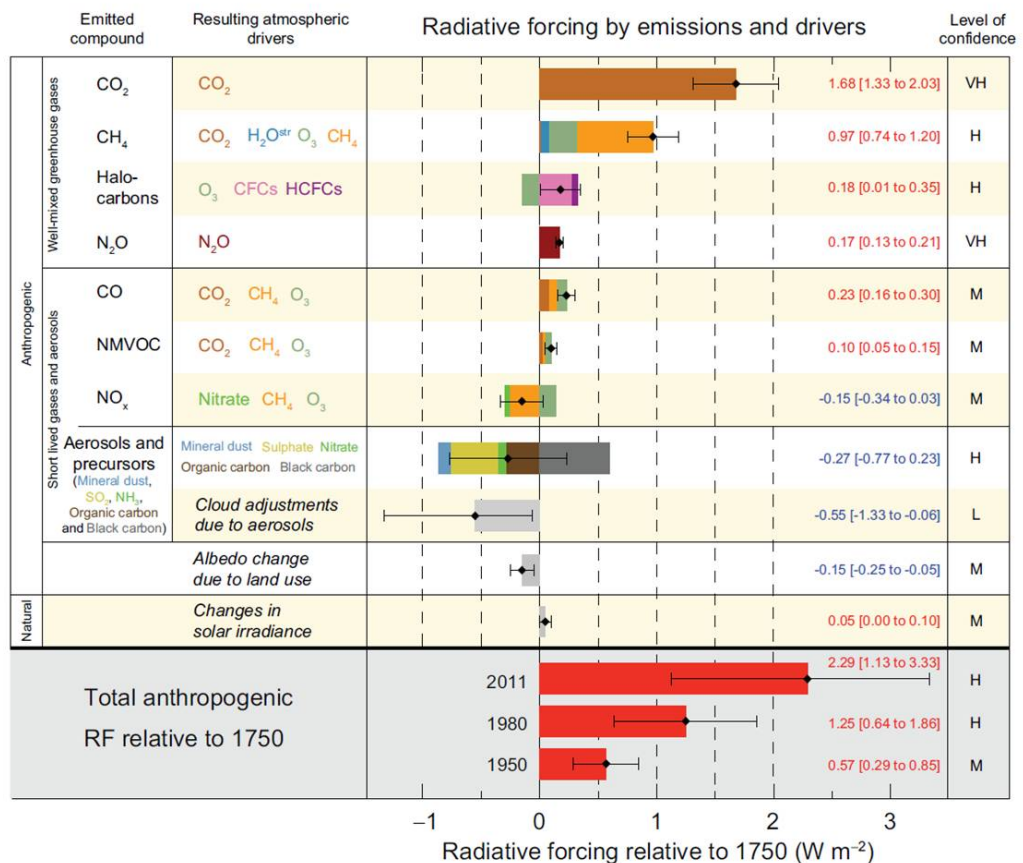 Emitted compound
Resulting atmospheric drivers
Radiative forcing by emissions and drivers
Level of confidence
Anthropogenic
Well-mixed greenhouse gases
CO₂
CO₂
1.68 [1.33 to 2.03]
VH
CH₄
CO₂ H₂Oˢᵗʳ O₃ CH₄
0.97 [0.74 to 1.20]
H
Halo-
carbons
O₃ CFCs HCFCs
0.18 [0.01 to 0.35]
H
N₂O
N₂O
0.17 [0.13 to 0.21]
VH
Short lived gases and aerosols
CO
CO₂ CH₄ O₃
0.23 [0.16 to 0.30]
M
NMVOC
CO₂ CH₄ O₃
0.10 [0.05 to 0.15]
M
NOₓ
Nitrate CH₄ O₃
-0.15 [-0.34 to 0.03]
M
Aerosols and
precursors
(Mineral dust,
SO₂, NH₃,
Organic carbon
and Black carbon)
Mineral dust Sulphate Nitrate
Organic carbon Black carbon
-0.27 [-0.77 to 0.23]
H
Cloud adjustments
due to aerosols
-0.55 [-1.33 to -0.06]
L
Albedo change
due to land use
-0.15 [-0.25 to -0.05]
M
Natural
Changes in
solar irradiance
0.05 [0.00 to 0.10]
M
Total anthropogenic
RF relative to 1750
2011
2.29 [1.13 to 3.33]
H
1980
1.25 [0.64 to 1.86]
H
1950
0.57 [0.29 to 0.85]
M
−1 0 1 2 3
Radiative forcing relative to 1750 (W m⁻²)